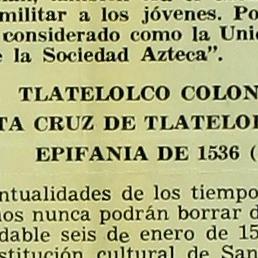 militar a los jóvenes. Po
considerado como la Uni
e la Sociedad Azteca".
TLATELOLCO COLON
TA CRUZ DE TLATELO
EPIFANIA DE 1536 (
ntualidades de los tiempo
nos nunca podrán borrar d
dable seis de enero de 15
stitución cultural de San